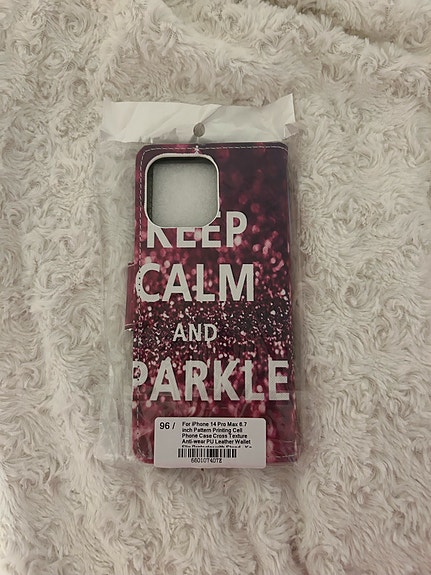 KEEP
CALM
AND
PARKLE
96 /
For iPhone 14 Pro Max 6.7
inch Pattern Printing Cell
Phone Case Cross Texture
Anti-wear PU Leather Wallet
6601074072